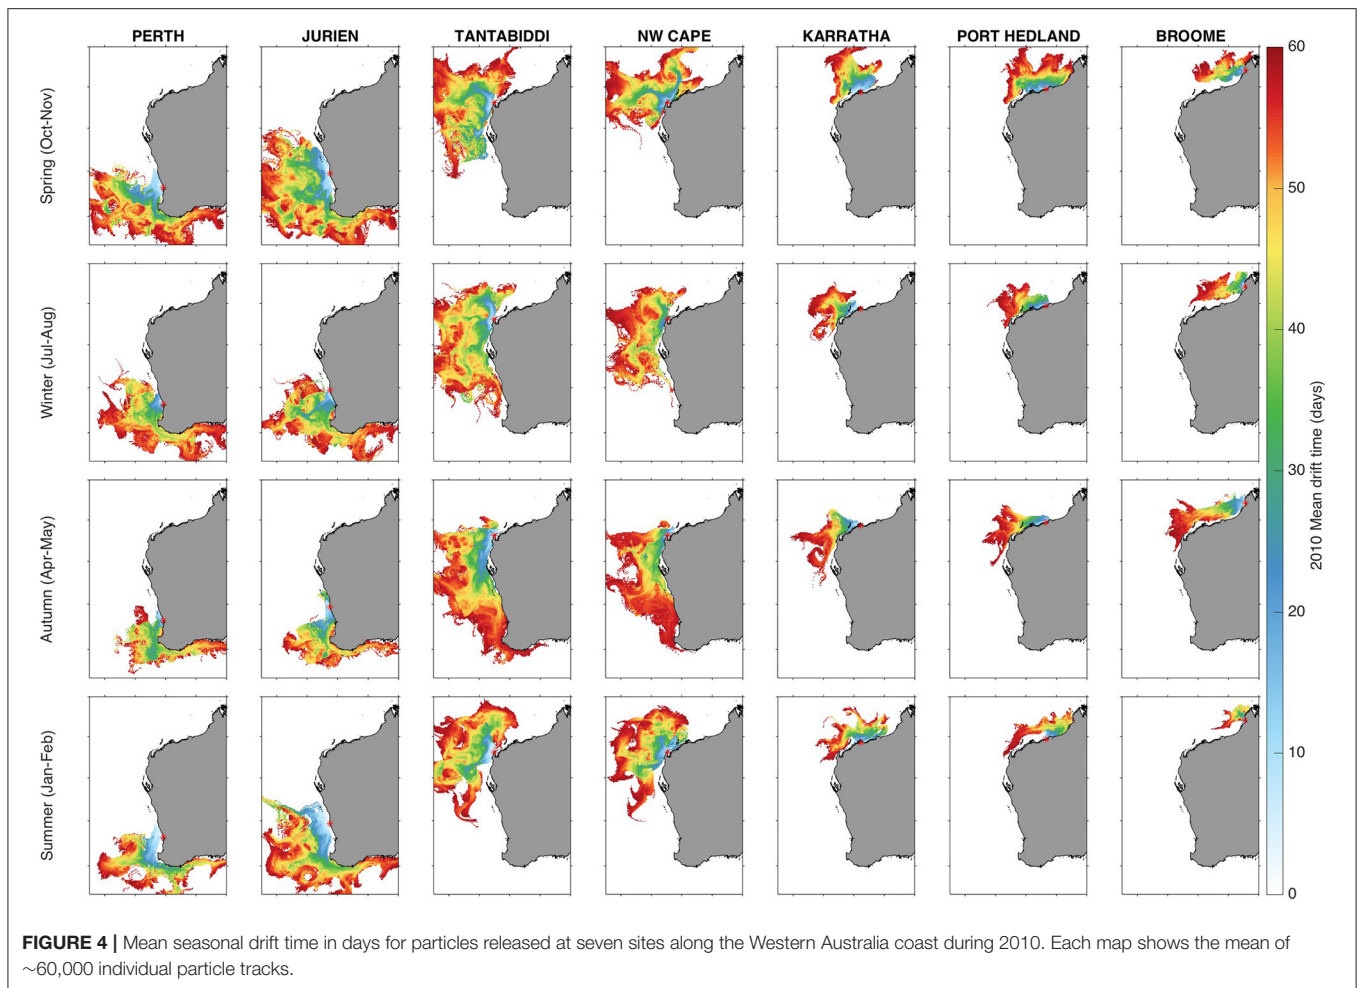 PERTH JURIEN TANTABIDDI NW CAPE KARRATHA PORT HEDLAND BROOME
Spring (Oct-Nov)
Winter (Jul-Aug)
Autumn (Apr-May)
Summer (Jan-Feb)
60
50
40
30
20
10
0
2010 Mean drift time (days)
FIGURE 4 | Mean seasonal drift time in days for particles released at seven sites along the Western Australia coast during 2010. Each map shows the mean of
~60,000 individual particle tracks.